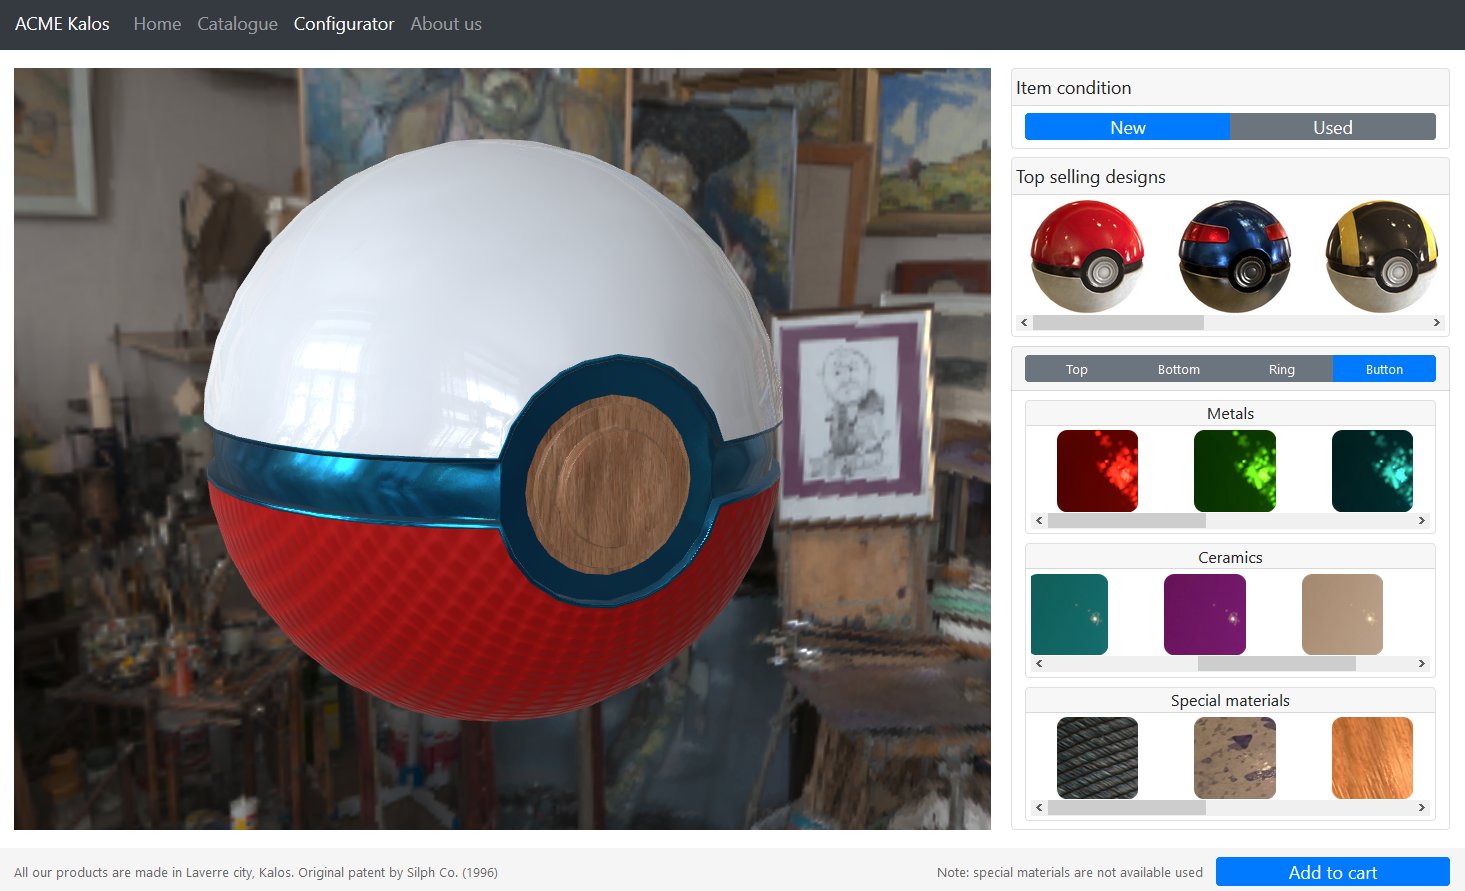 ACME Kalos Home Catalogue Configurator About us
Item condition
New Used
Top selling designs
Top Bottom Ring Button
Metals
Ceramics
Special materials
All our products are made in Laverre city, Kalos. Original patent by Silph Co. (1996)
Note: special materials are not available used
Add to cart